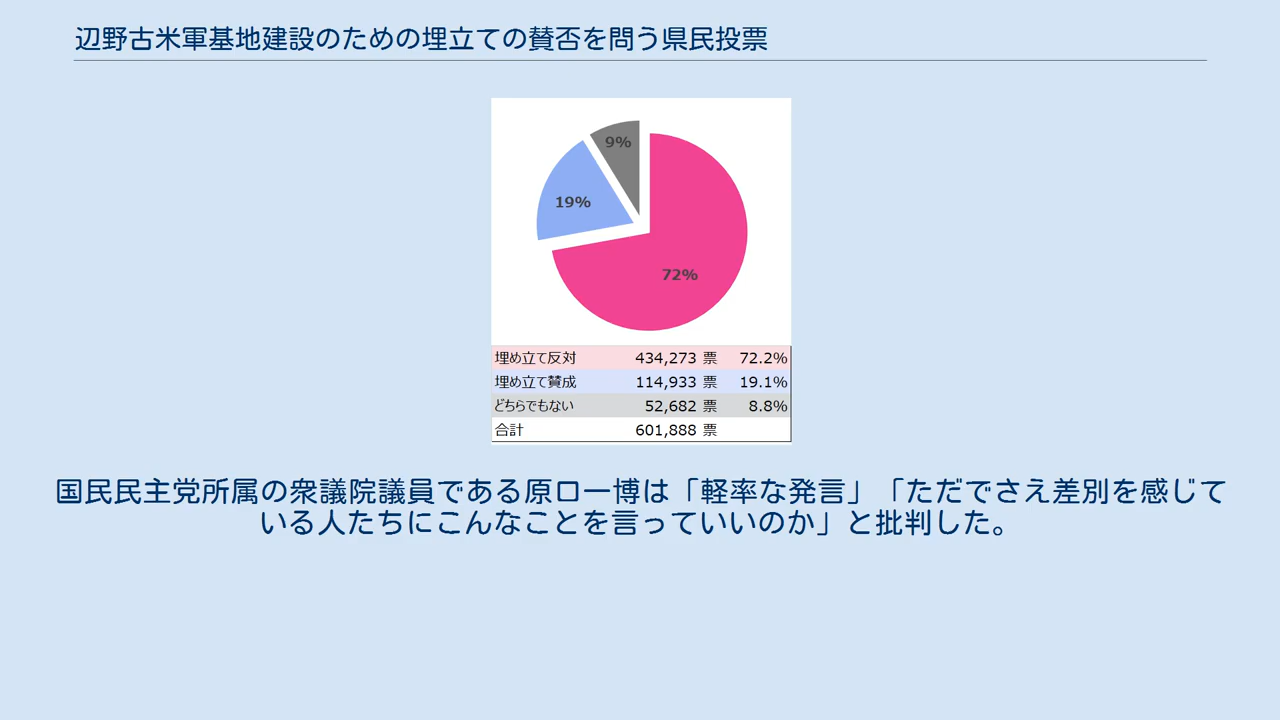 辺野古米軍基地建設のための埋立ての賛否を問う県民投票
9%
19%
72%
埋め立て反対 434,273 票 72.2%
埋め立て賛成 114,933 票 19.1%
どちらでもない 52,682 票 8.8%
合計 601,888 票
国民民主党所属の衆議院議員である原口一博は「軽率な発言」「ただでさえ差別を感じて
いる人たちにこんなことを言っていいのか」と批判した。